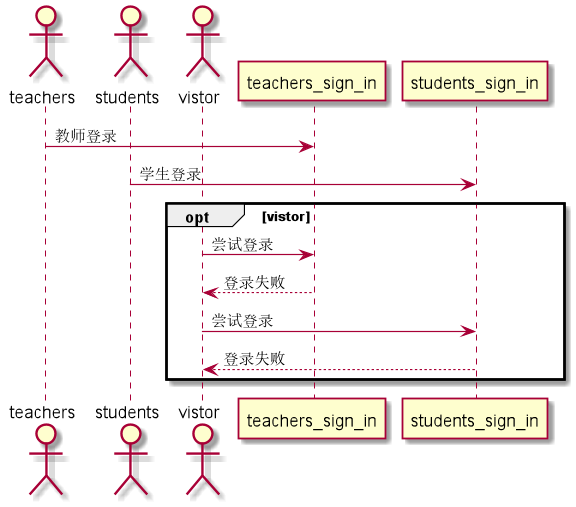 teachers
students
vistor
teachers_sign_in
students_sign_in
教师登录
学生登录
opt
[vistor]
尝试登录
登录失败
尝试登录
登录失败
teachers
students
vistor
teachers_sign_in
students_sign_in